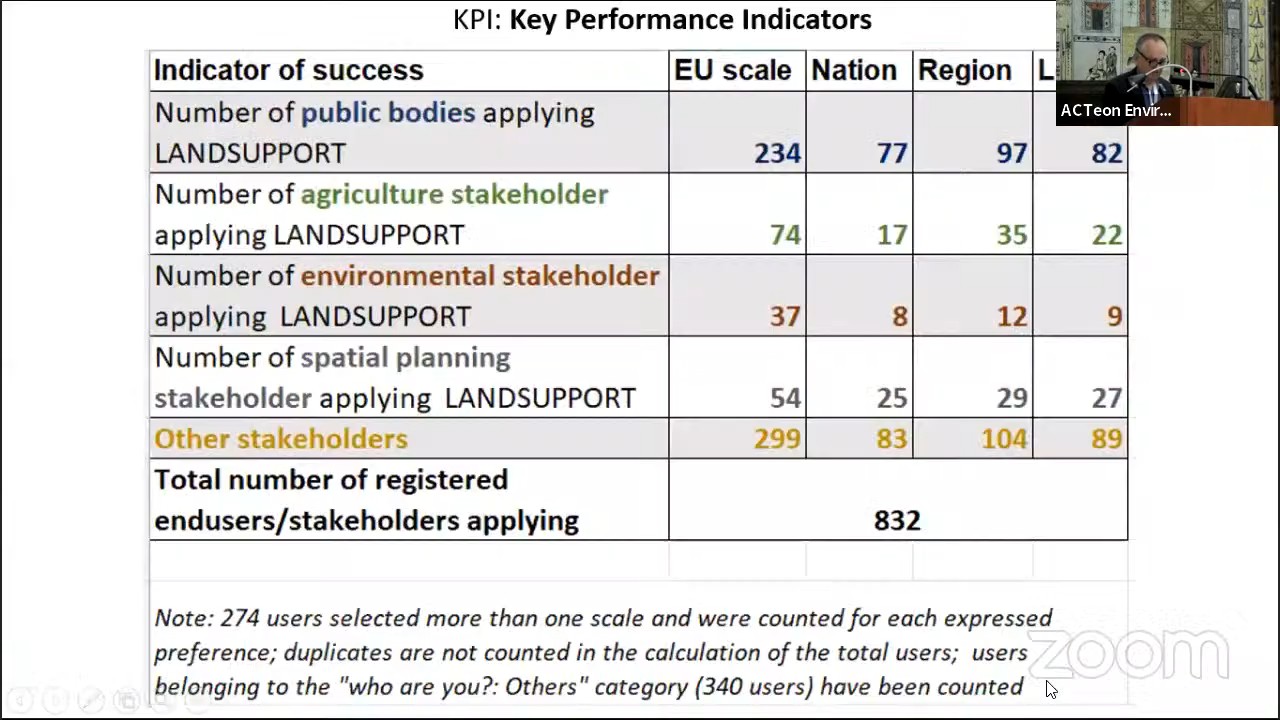 KPI: Key Performance Indicators
Indicator of success EU scale Nation Region L
Number of public bodies applying
LANDSUPPORT 234 77 97 82
Number of agriculture stakeholder
applying LANDSUPPORT 74 17 35 22
Number of environmental stakeholder
applying LANDSUPPORT 37 8 12 9
Number of spatial planning
stakeholder applying LANDSUPPORT 54 25 29 27
Other stakeholders 299 83 104 89
Total number of registered
endusers/stakeholders applying 832
Note: 274 users selected more than one scale and were counted for each expressed
preference; duplicates are not counted in the calculation of the total users; users
belonging to the "who are you?: Others" category (340 users) have been counted
ACTeon Envir...
zoom